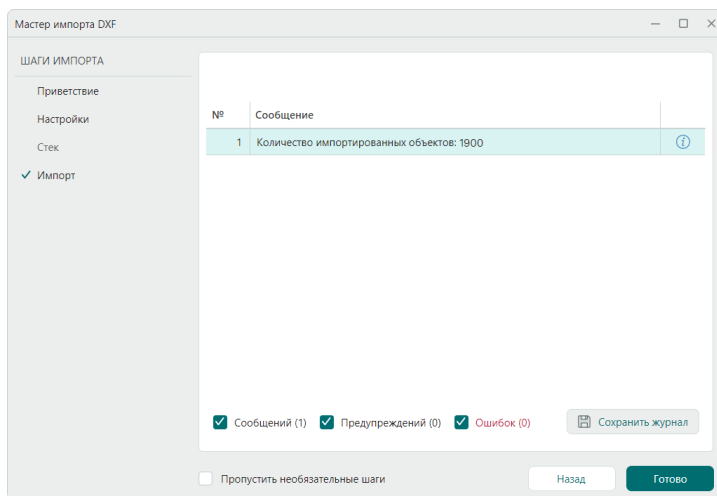 Мастер импорта DXF
ШАГИ ИМПОРТА
Приветствие
Настройки
Стек
Импорт
№ Сообщение
1 Количество импортированных объектов: 1900
Сообщений (1) Предупреждений (0) Ошибок (0) Сохранить журнал
Пропустить необязательные шаги Назад Готово